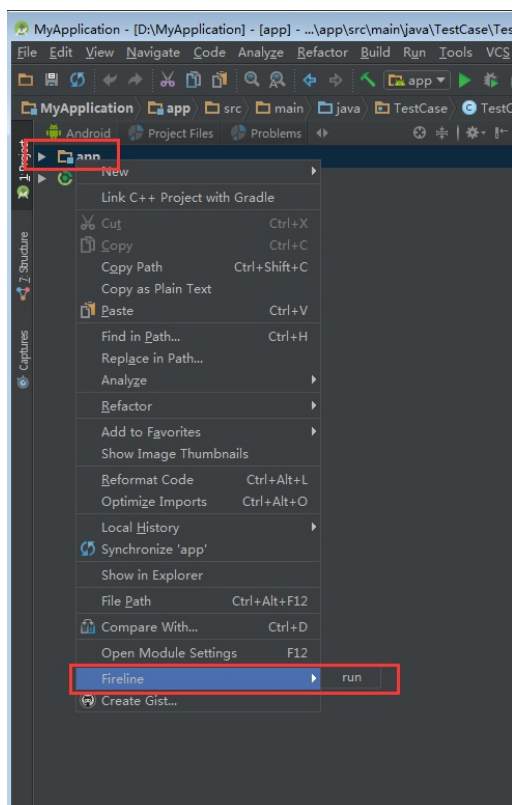 MyApplication - [D:\MyApplication] - [app] - ...\app\src\main\java\TestCase\Tes
File Edit View Navigate Code Analyze Refactor Build Run Tools VCS
app
MyApplication app src main java TestCase TestC
Android Project Files Problems
1: Project
app
New
Link C++ Project with Gradle
Cut Ctrl+X
Copy Ctrl+C
Copy Path Ctrl+Shift+C
Copy as Plain Text
Paste Ctrl+V
Find in Path... Ctrl+H
Replace in Path...
Analyze
Refactor
Add to Favorites
Show Image Thumbnails
Reformat Code Ctrl+Alt+L
Optimize Imports Ctrl+Alt+O
Local History
Synchronize 'app'
Show in Explorer
File Path Ctrl+Alt+F12
Compare With... Ctrl+D
Open Module Settings F12
Fireline run
Create Gist...
7: Structure
Captures